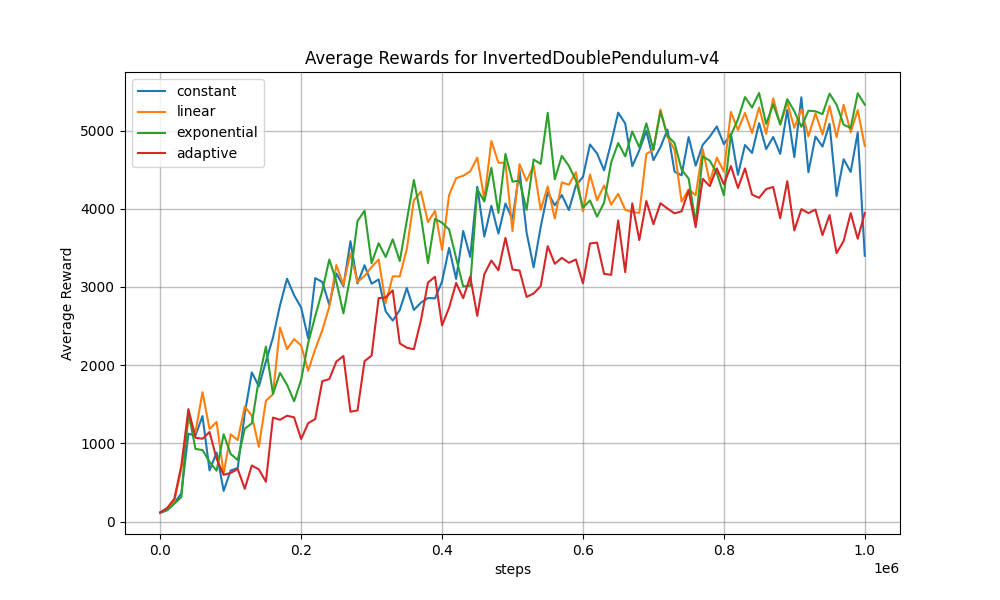 Average Rewards for InvertedDoublePendulum-v4
constant
linear
exponential
adaptive
Average Reward
5000
4000
3000
2000
1000
0
0.0 0.2 0.4 0.6 0.8 1.0
1e6
steps